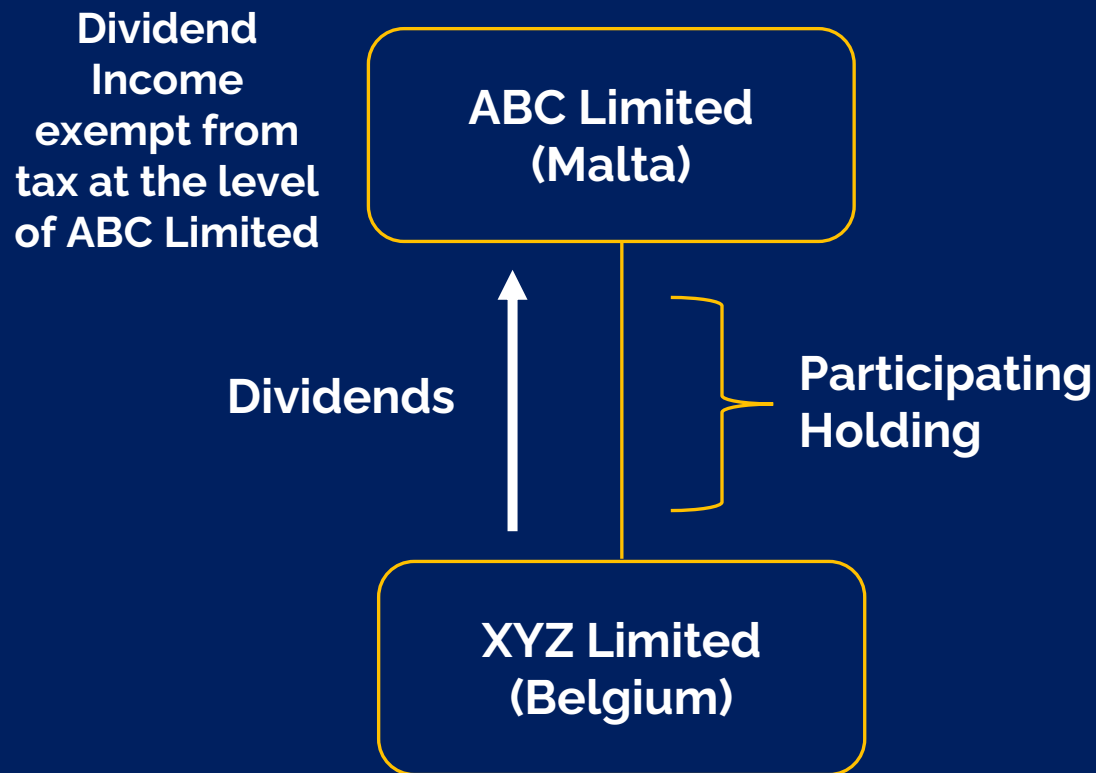 Dividend
Income
exempt from
tax at the level
of ABC Limited
ABC Limited
(Malta)
Dividends
Participating
Holding
XYZ Limited
(Belgium)